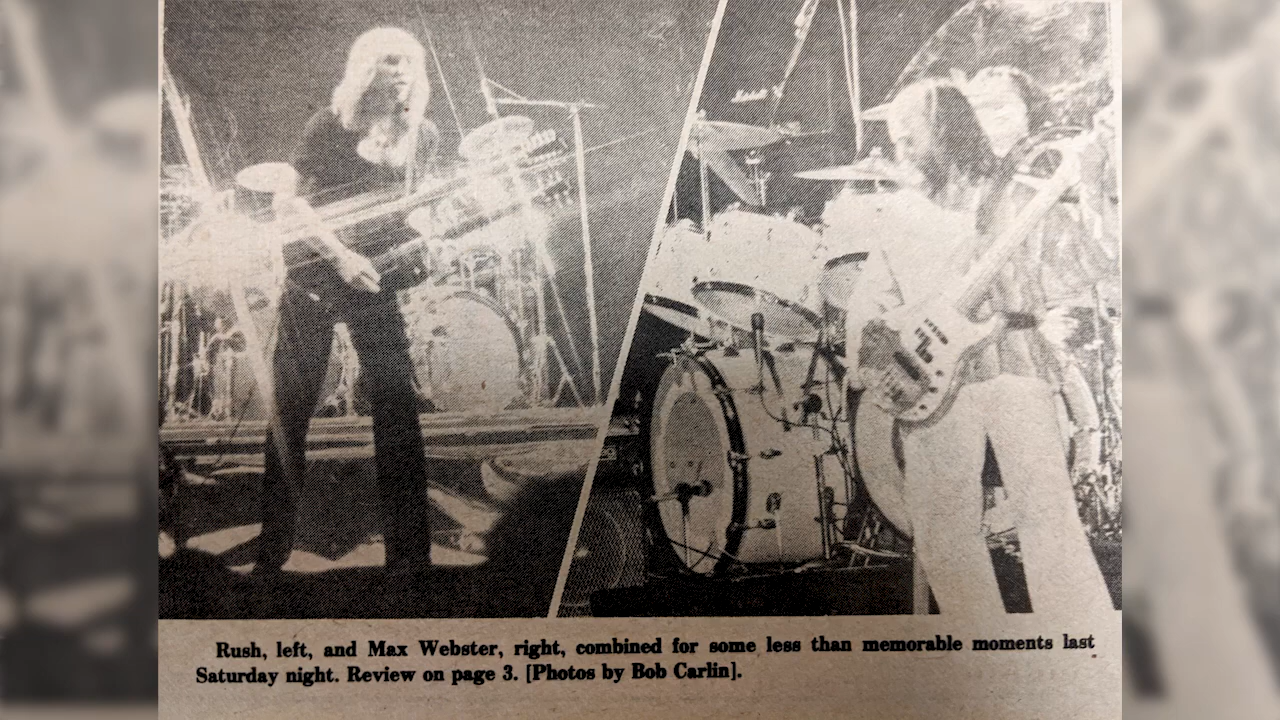 Rush, left, and Max Webster, right, combined for some less than memorable moments last
Saturday night. Review on page 3. [Photos by Bob Carlin].